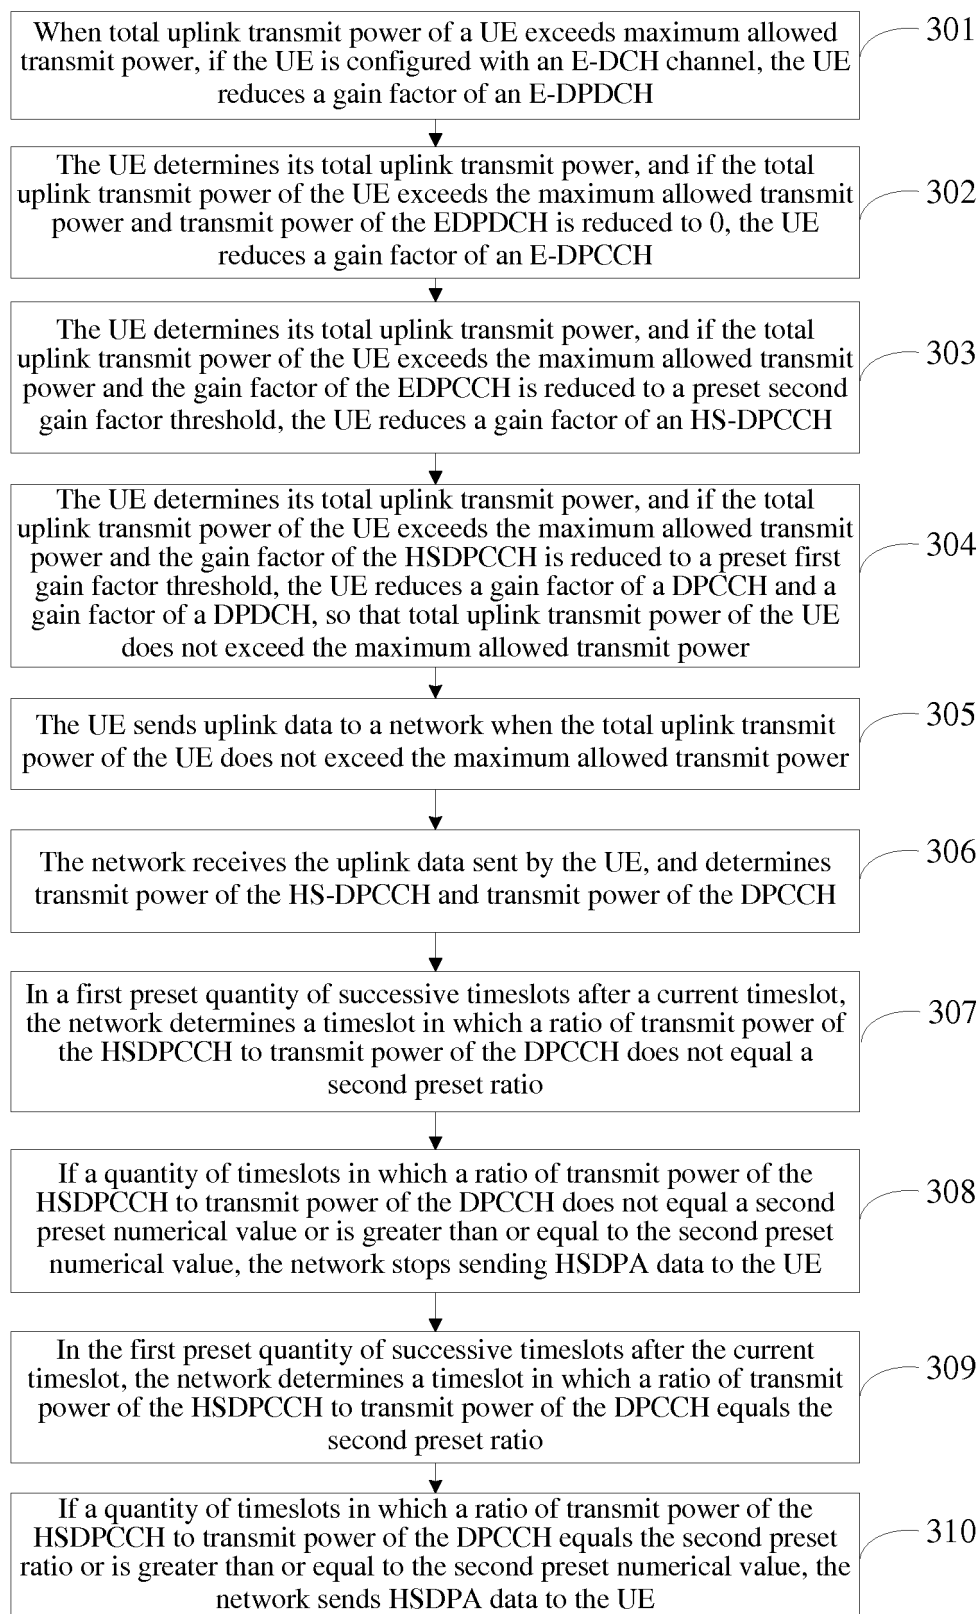 When total uplink transmit power of a UE exceeds maximum allowed
transmit power, if the UE is configured with an E-DCH channel, the UE
reduces a gain factor of an E-DPDCH
301
The UE determines its total uplink transmit power, and if the total
uplink transmit power of the UE exceeds the maximum allowed transmit
power and transmit power of the EDPDCH is reduced to 0, the UE
reduces a gain factor of an E-DPCCH
302
The UE determines its total uplink transmit power, and if the total
uplink transmit power of the UE exceeds the maximum allowed transmit
power and the gain factor of the EDPCCH is reduced to a preset second
gain factor threshold, the UE reduces a gain factor of an HS-DPCCH
303
The UE determines its total uplink transmit power, and if the total
uplink transmit power of the UE exceeds the maximum allowed transmit
power and the gain factor of the HSDPCCH is reduced to a preset first
gain factor threshold, the UE reduces a gain factor of a DPCCH and a
gain factor of a DPDCH, so that total uplink transmit power of the UE
does not exceed the maximum allowed transmit power
304
The UE sends uplink data to a network when the total uplink transmit
power of the UE does not exceed the maximum allowed transmit power
305
The network receives the uplink data sent by the UE, and determines
transmit power of the HS-DPCCH and transmit power of the DPCCH
306
In a first preset quantity of successive timeslots after a current timeslot,
the network determines a timeslot in which a ratio of transmit power of
the HSDPCCH to transmit power of the DPCCH does not equal a
second preset ratio
307
If a quantity of timeslots in which a ratio of transmit power of the
HSDPCCH to transmit power of the DPCCH does not equal a second
preset numerical value or is greater than or equal to the second preset
numerical value, the network stops sending HSDPA data to the UE
308
In the first preset quantity of successive timeslots after the current
timeslot, the network determines a timeslot in which a ratio of transmit
power of the HSDPCCH to transmit power of the DPCCH equals the
second preset ratio
309
If a quantity of timeslots in which a ratio of transmit power of the
HSDPCCH to transmit power of the DPCCH equals the second preset
ratio or is greater than or equal to the second preset numerical value, the
network sends HSDPA data to the UE
310